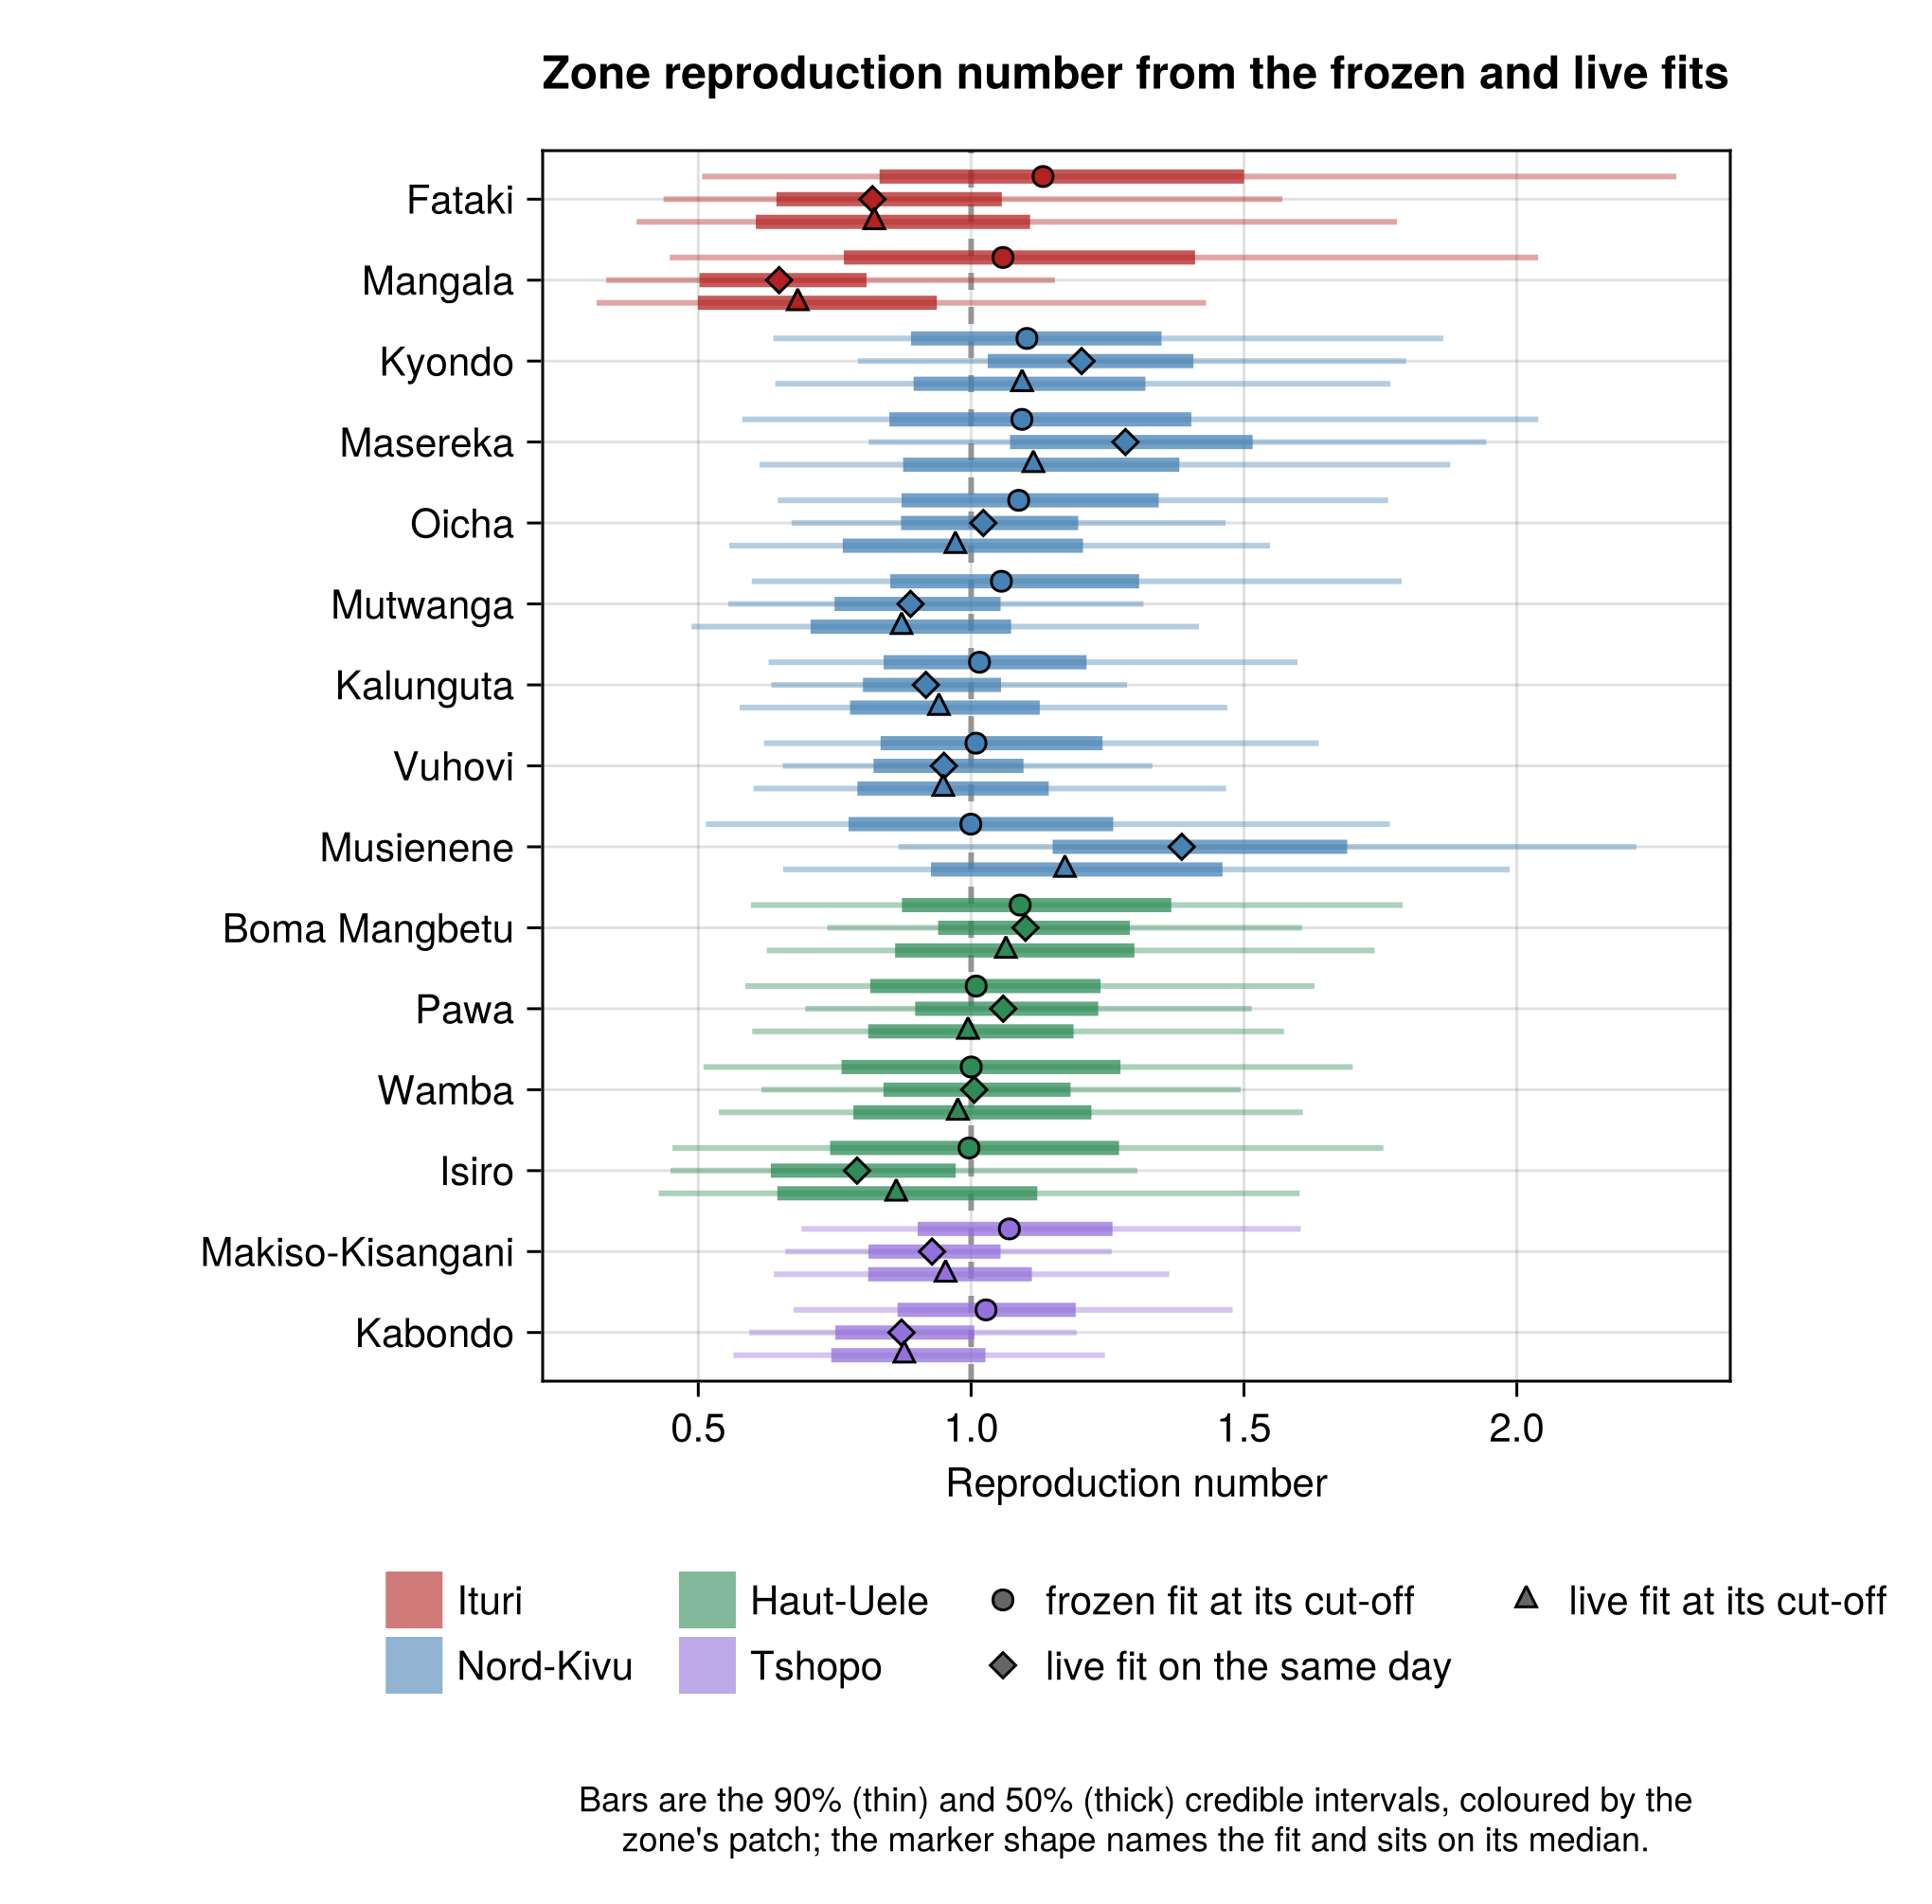 Zone reproduction number from the frozen and live fits
Fataki
Mangala
Kyondo
Masereka
Oicha
Mutwanga
Kalunguta
Vuhovi
Musienene
Boma Mangbetu
Pawa
Wamba
Isiro
Makiso-Kisangani
Kabondo
0.5 1.0 1.5 2.0
Reproduction number
Ituri Haut-Uele frozen fit at its cut-off live fit at its cut-off
Nord-Kivu Tshopo live fit on the same day
Bars are the 90% (thin) and 50% (thick) credible intervals, coloured by the
zone's patch; the marker shape names the fit and sits on its median.